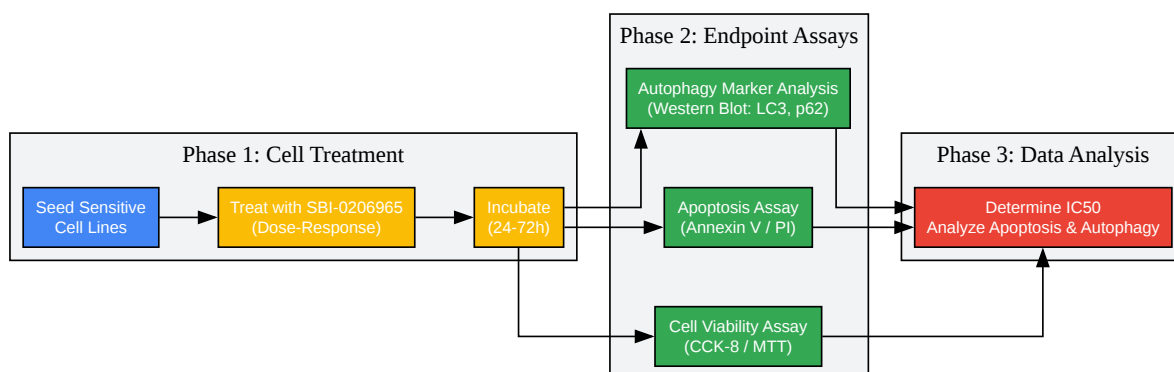 Phase 1: Cell Treatment
Seed Sensitive
Cell Lines
Treat with SBI-0206965
(Dose-Response)
Incubate
(24-72h)
Phase 2: Endpoint Assays
Autophagy Marker Analysis
(Western Blot: LC3, p62)
Apoptosis Assay
(Annexin V / PI)
Cell Viability Assay
(CCK-8 / MTT)
Phase 3: Data Analysis
Determine IC50
Analyze Apoptosis & Autophagy